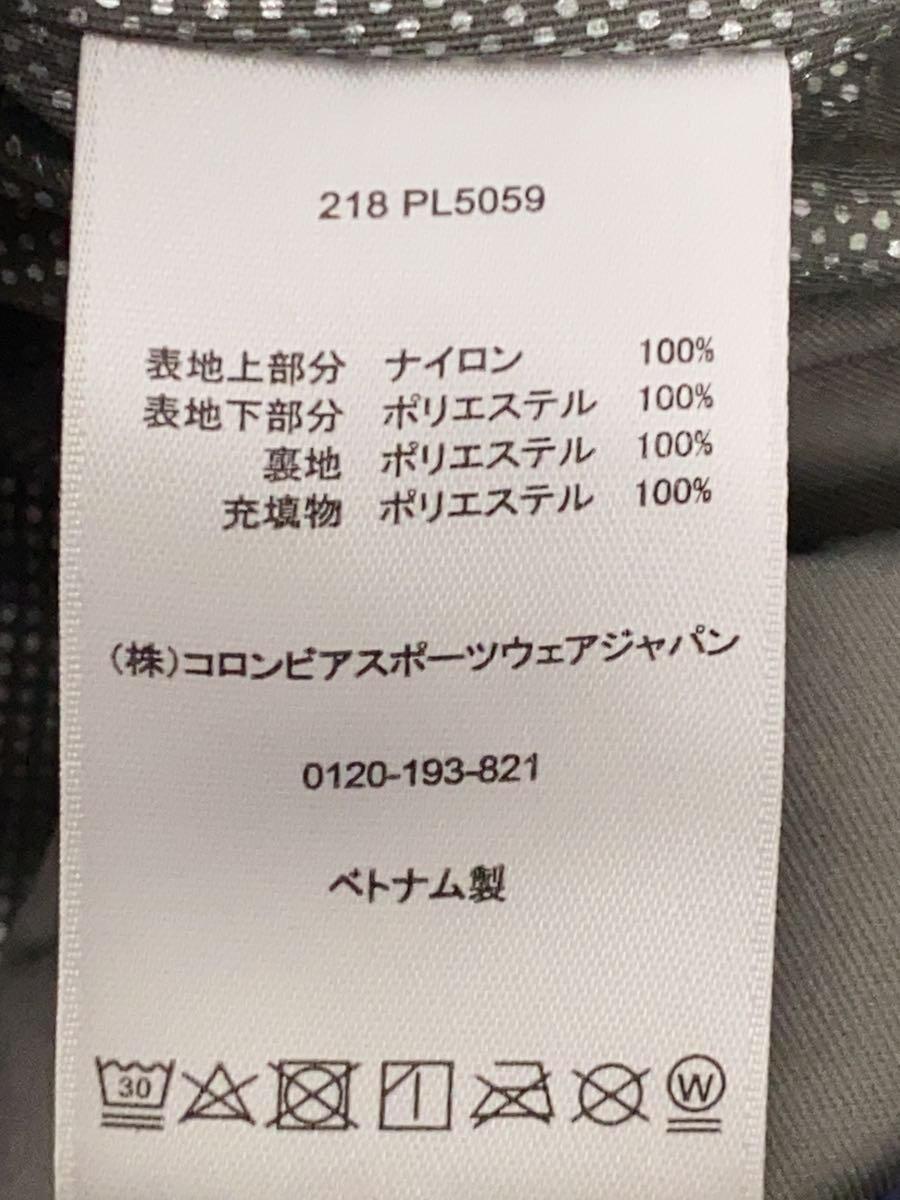 218 PL5059
表地上部分 ナイロン 100%
表地下部分 ポリエステル 100%
裏地 ポリエステル 100%
充填物 ポリエステル 100%
(株)コロンビアスポーツウェアジャパン
0120-193-821
ベトナム製
30 W